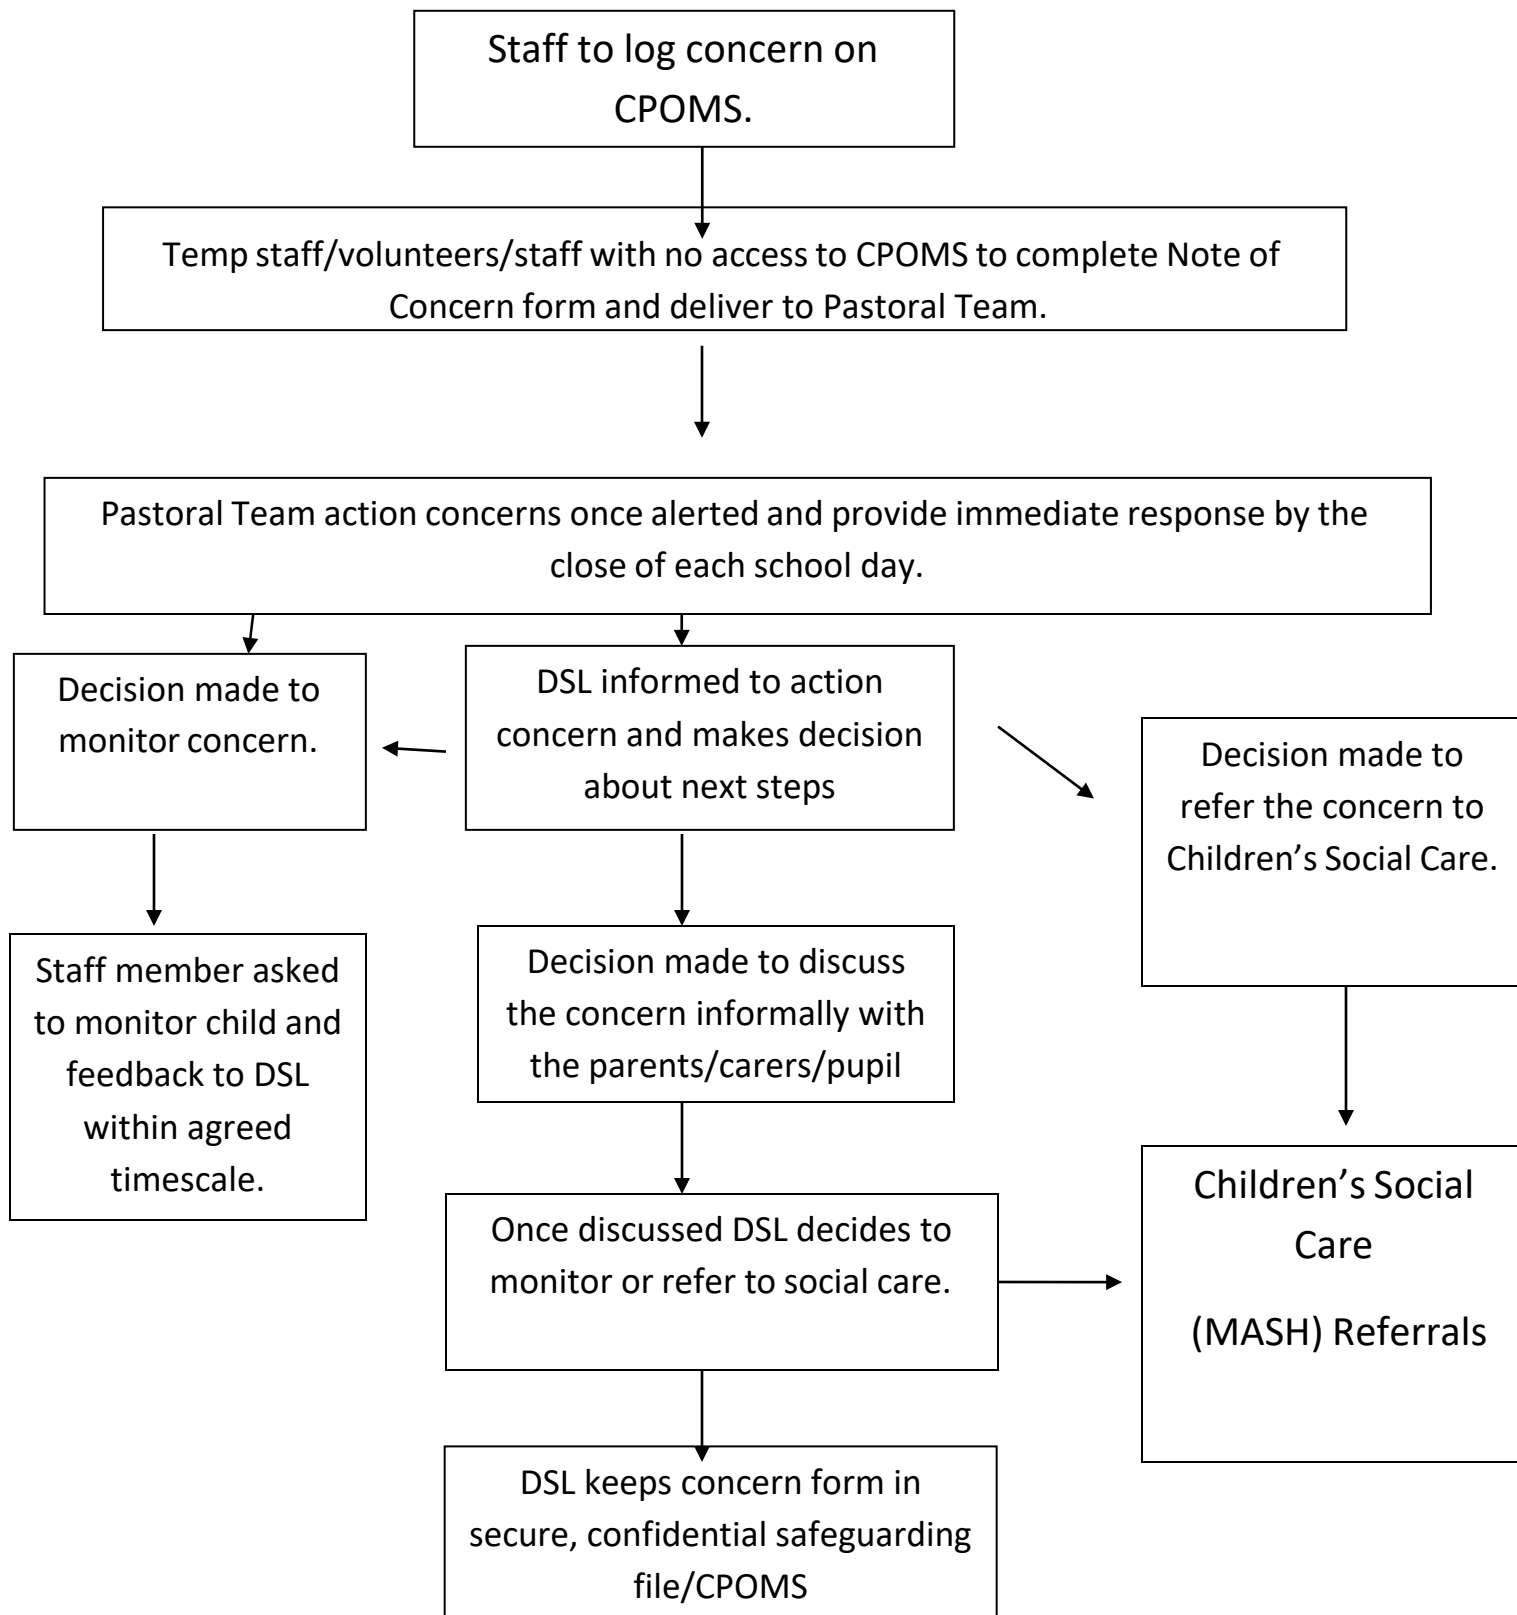 Staff to log concern on
CPOMS.
Temp staff/volunteers/staff with no access to CPOMS to complete Note of
Concern form and deliver to Pastoral Team.
Pastoral Team action concerns once alerted and provide immediate response by the
close of each school day.
Decision made to
monitor concern.
DSL informed to action
concern and makes decision
about next steps
Decision made to
refer the concern to
Children’s Social Care.
Staff member asked
to monitor child and
feedback to DSL
within agreed
timescale.
Decision made to discuss
the concern informally with
the parents/carers/pupil
Once discussed DSL decides to
monitor or refer to social care.
Children’s Social
Care
(MASH) Referrals
DSL keeps concern form in
secure, confidential safeguarding
file/CPOMS